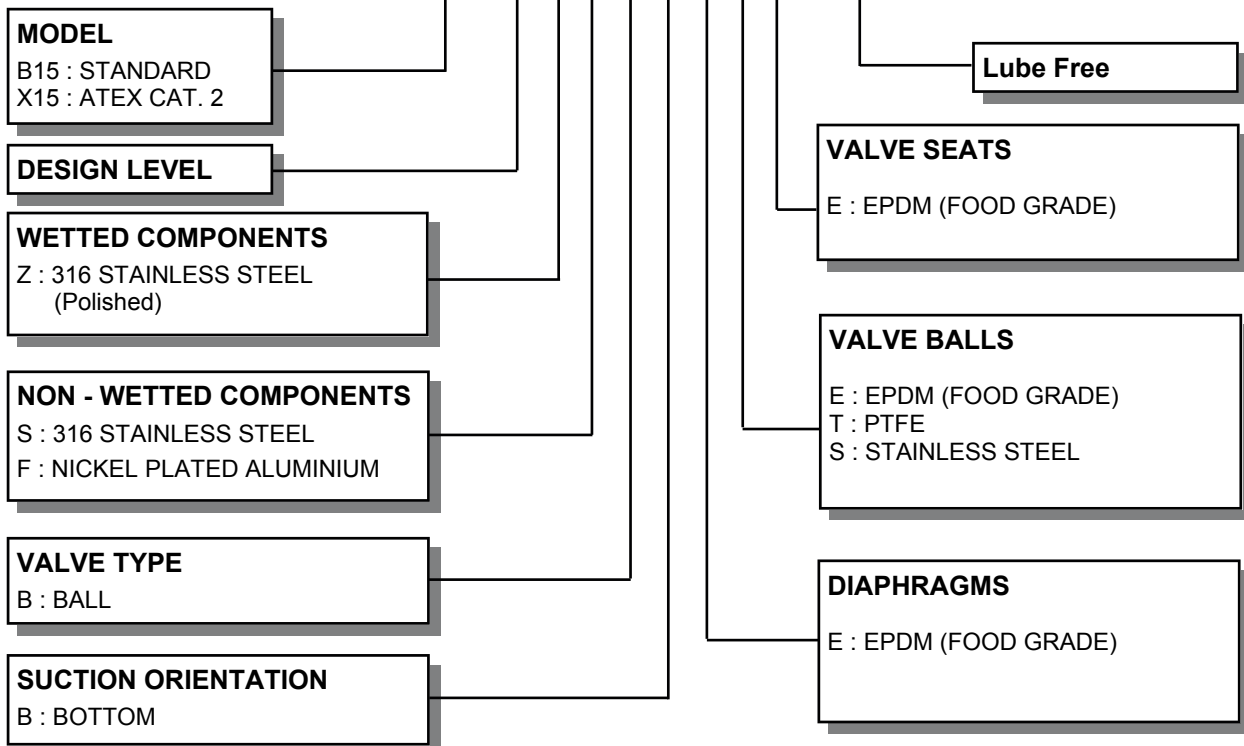 MODEL
B15 : STANDARD
X15 : ATEX CAT. 2
DESIGN LEVEL
WETTED COMPONENTS
Z : 316 STAINLESS STEEL
(Polished)
NON - WETTED COMPONENTS
S : 316 STAINLESS STEEL
F : NICKEL PLATED ALUMINIUM
VALVE TYPE
B : BALL
SUCTION ORIENTATION
B : BOTTOM
Lube Free
VALVE SEATS
E : EPDM (FOOD GRADE)
VALVE BALLS
E : EPDM (FOOD GRADE)
T : PTFE
S : STAINLESS STEEL
DIAPHRAGMS
E : EPDM (FOOD GRADE)